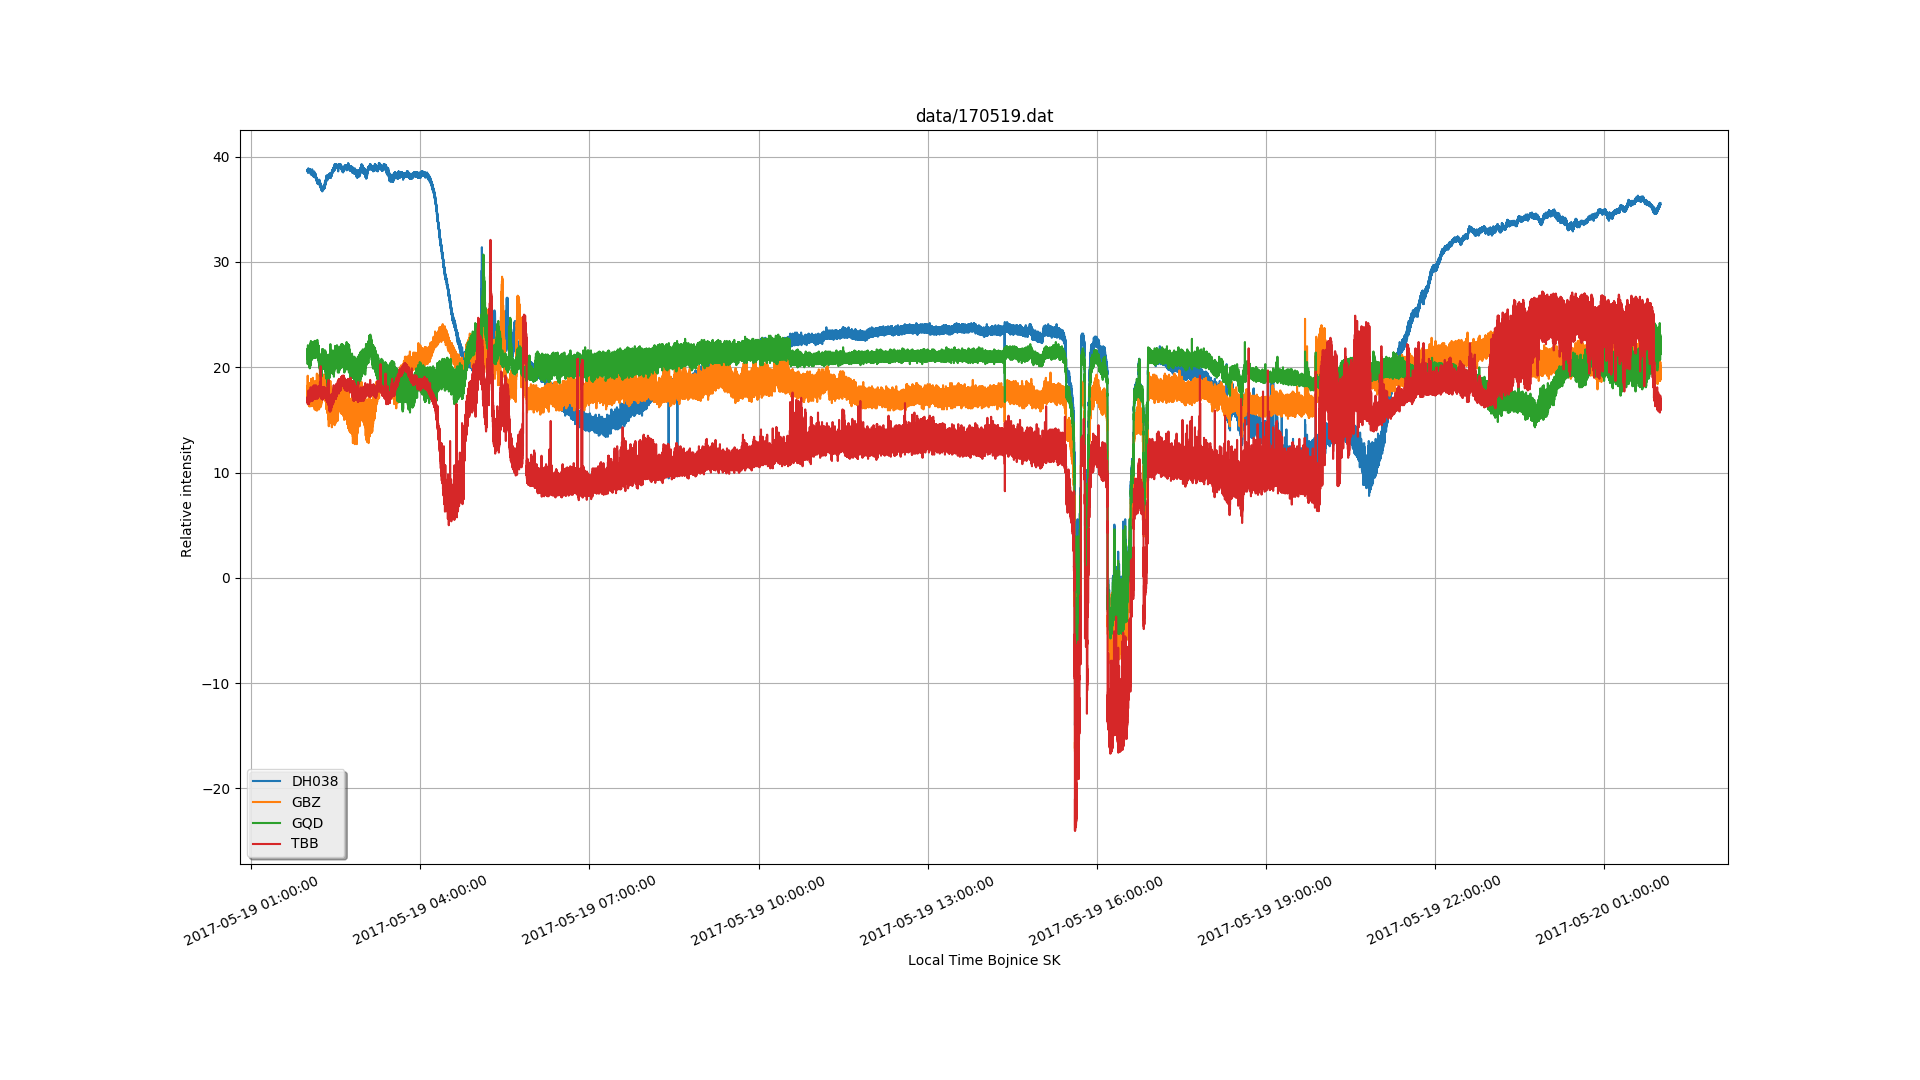 data/170519.dat
40
30
20
10
0
−10
−20
Relative intensity
DH038
GBZ
GQD
TBB
2017-05-19 01:00:00
2017-05-19 04:00:00
2017-05-19 07:00:00
2017-05-19 10:00:00
2017-05-19 13:00:00
2017-05-19 16:00:00
2017-05-19 19:00:00
2017-05-19 22:00:00
2017-05-20 01:00:00
Local Time Bojnice SK